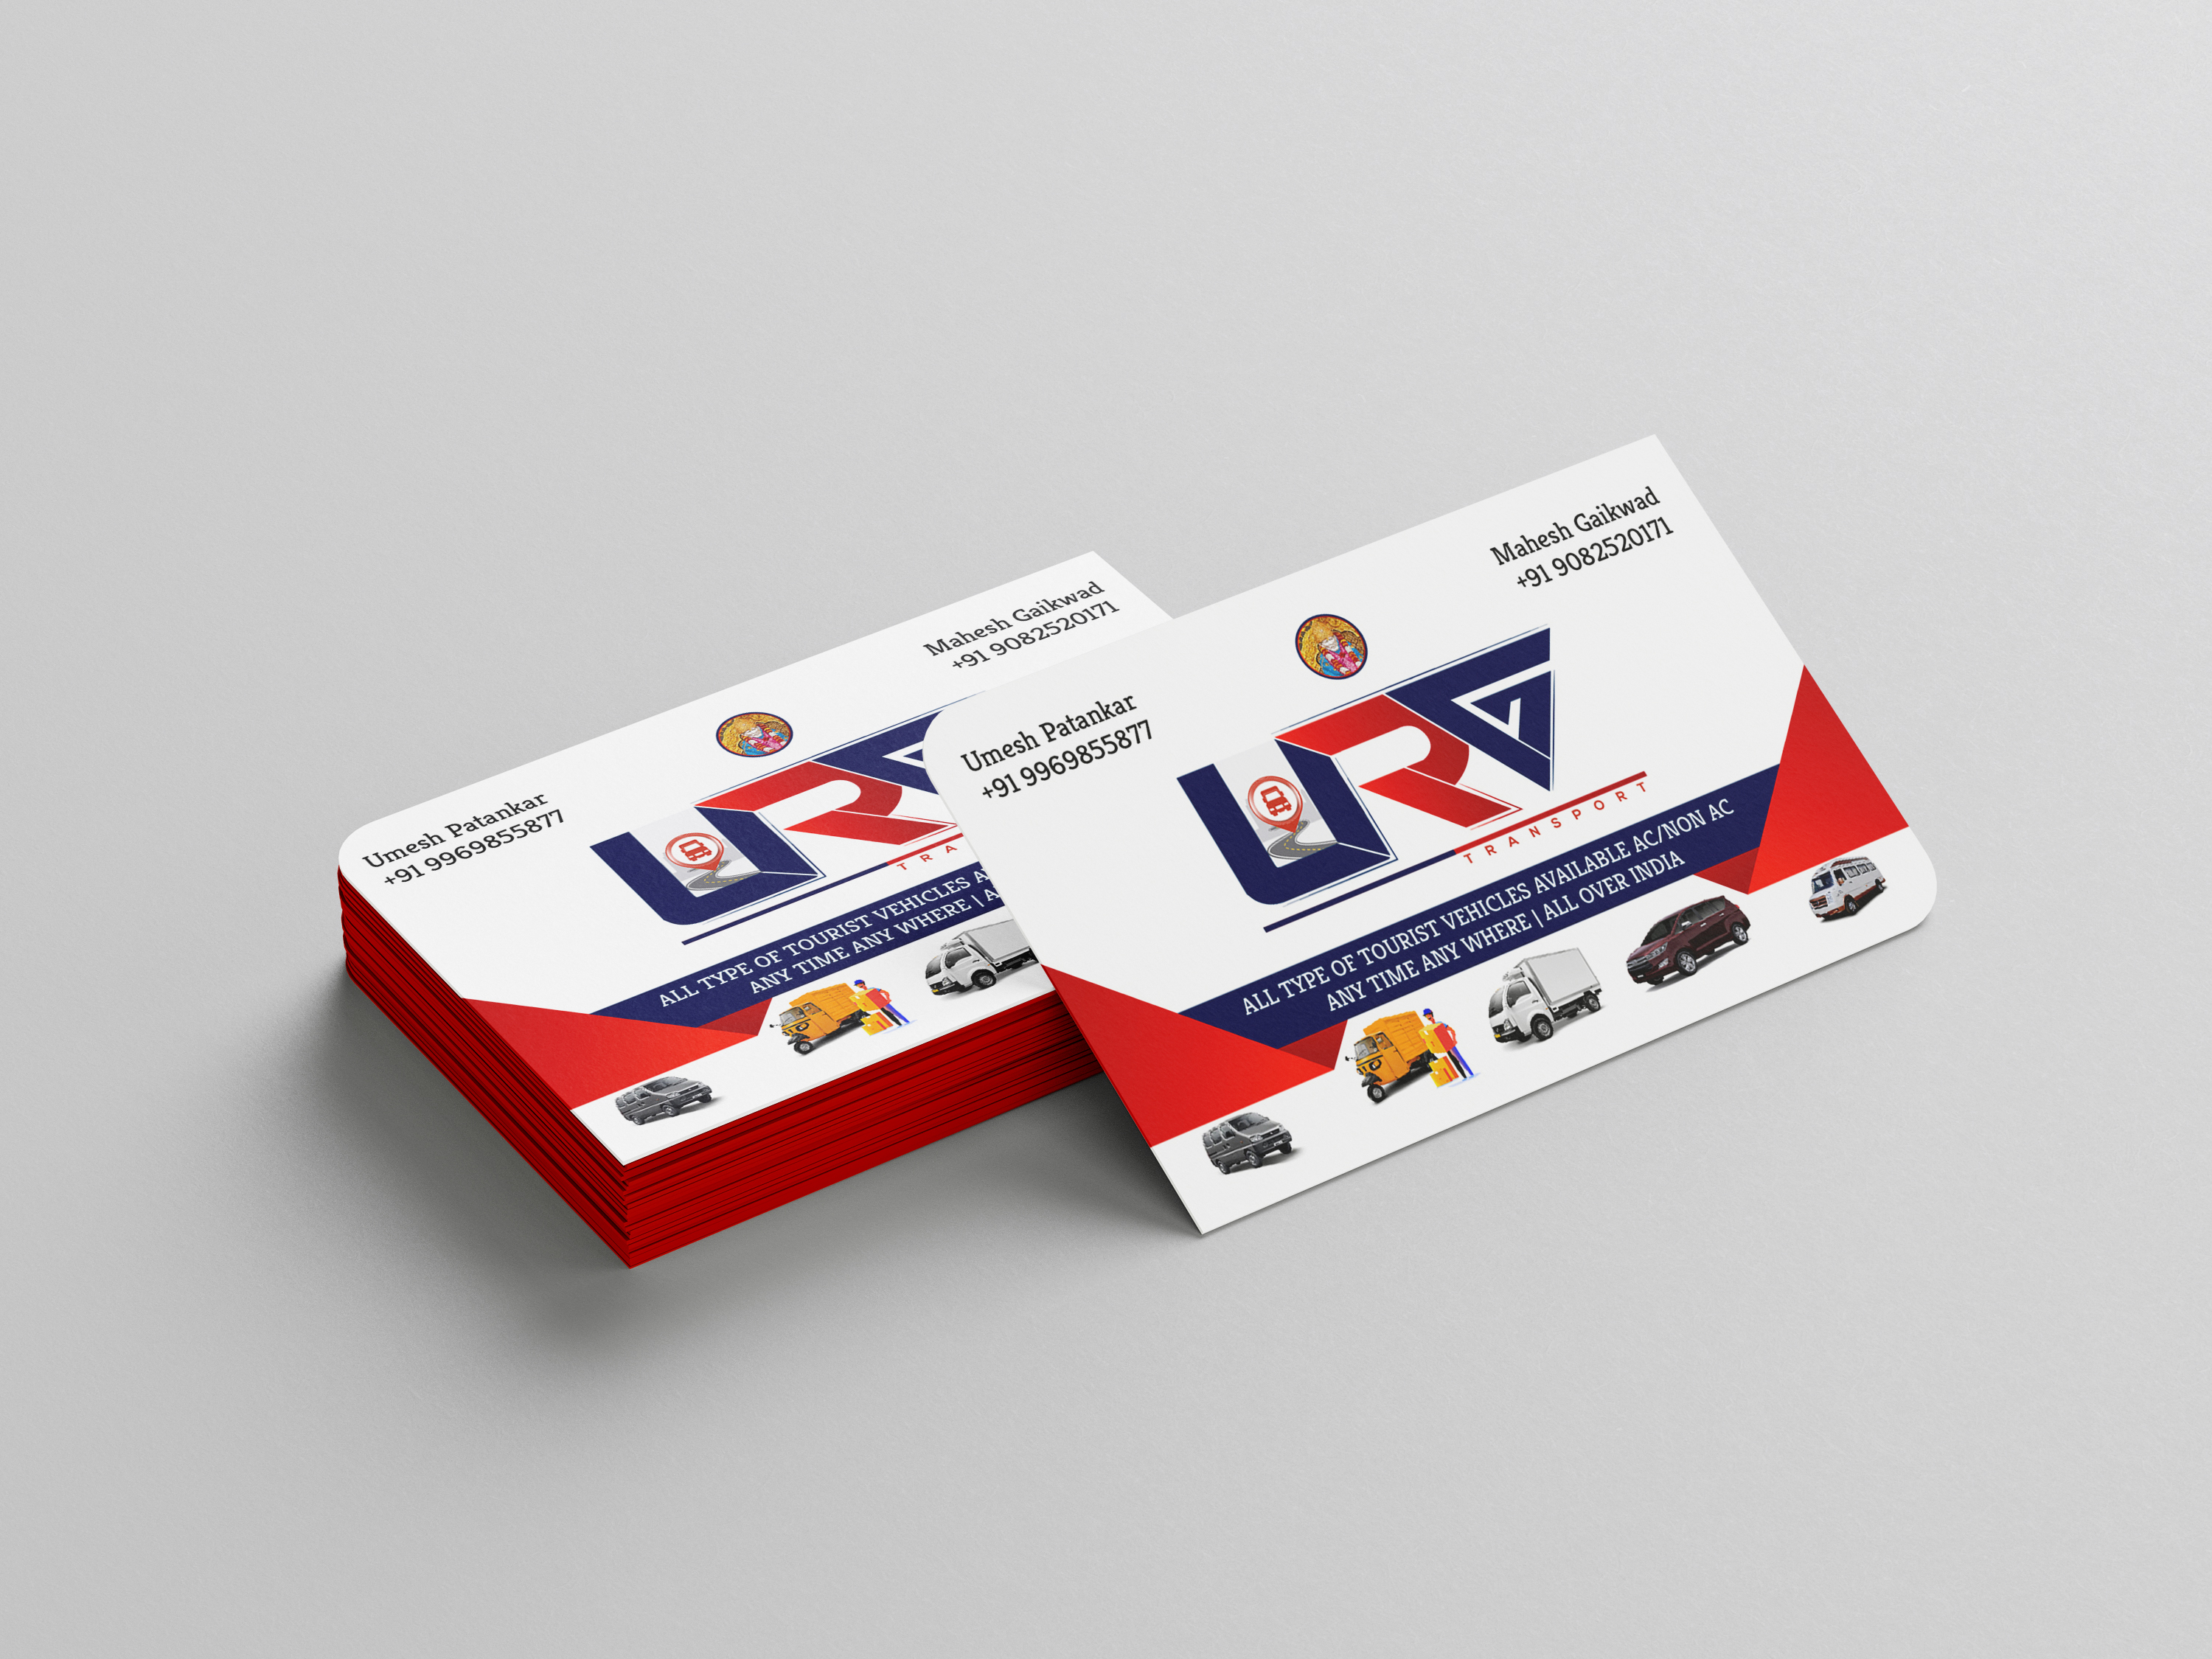 Umesh Patankar
+91 9969855877
Mahesh Gaikwad
+91 9082520171
URV
TRANSPORT
ALL TYPE OF TOURIST VEHICLES AVAILABLE AC/NON AC
ANY TIME ANY WHERE | ALL OVER INDIA
Umesh Patankar
+91 9969855877
Mahesh Gaikwad
+91 9082520171
UR
TRA
ALL TYPE OF TOURIST VEHICLES A
ANY TIME ANY WHERE | A